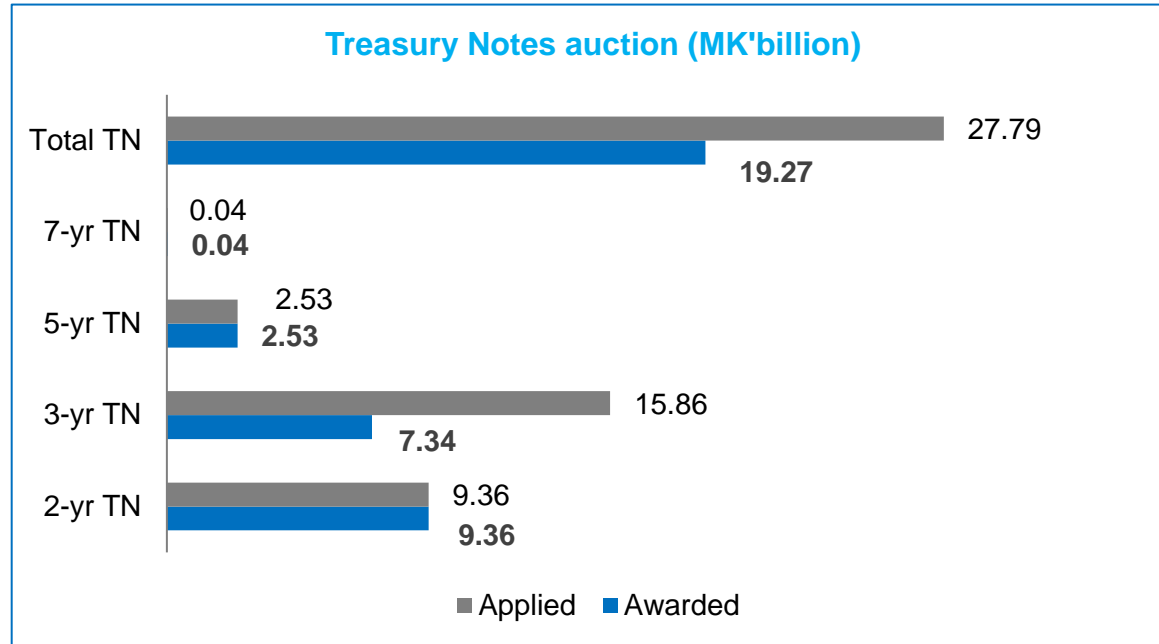 Treasury Notes auction (MK'billion)
Total TN
27.79
19.27
7-yr TN
0.04
0.04
5-yr TN
2.53
2.53
3-yr TN
15.86
7.34
2-yr TN
9.36
9.36
Applied Awarded